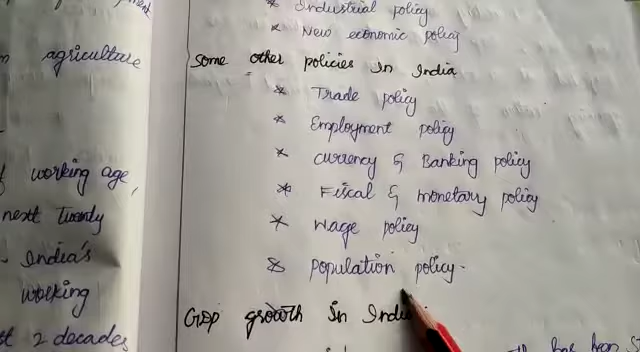 * Industrial policy
* New economic policy
some other policies in India
* Trade policy
* Employment policy
* currency & Banking policy
* Fiscal & monetary policy
* wage policy
* population policy.
GDP growth in India
agriculture
working age,
next twenty
India's
working
2 decades